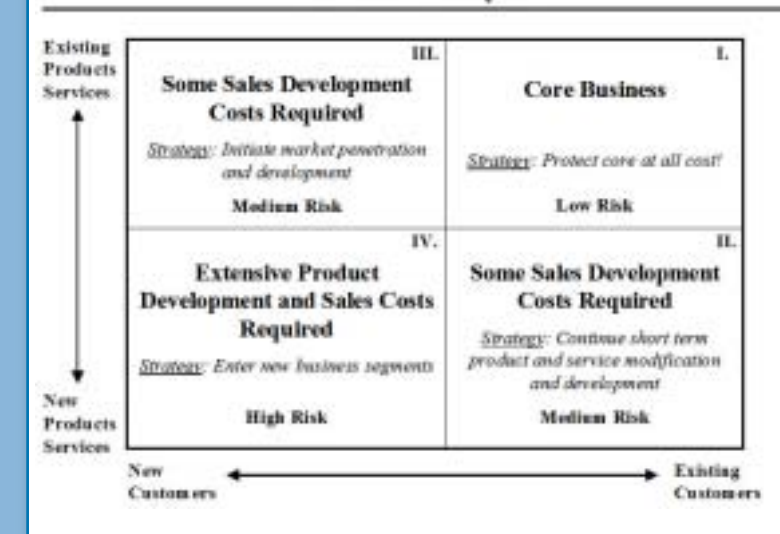 Existing
Products
Services
III.
Some Sales Development
Costs Required
Strategy: Initiate market penetration
and development
Medium Risk
I.
Core Business
Strategy: Protect core at all cost!
Low Risk
IV.
Extensive Product
Development and Sales Costs
Required
Strategy: Enter new business segments
High Risk
II.
Some Sales Development
Costs Required
Strategy: Continue short term
product and service modification
and development
Medium Risk
New
Products
Services
New
Customers
Existing
Customers